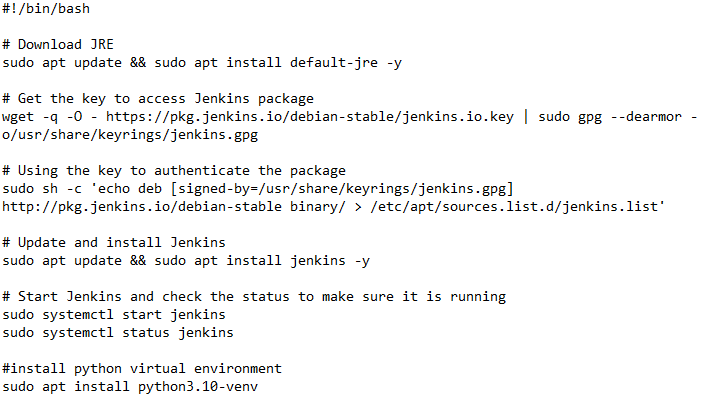 #!/bin/bash
# Download JRE
sudo apt update && sudo apt install default-jre -y
# Get the key to access Jenkins package
wget -q -O - https://pkg.jenkins.io/debian-stable/jenkins.io.key | sudo gpg --dearmor -
o/usr/share/keyrings/jenkins.gpg
# Using the key to authenticate the package
sudo sh -c 'echo deb [signed-by=/usr/share/keyrings/jenkins.gpg]
http://pkg.jenkins.io/debian-stable binary/ > /etc/apt/sources.list.d/jenkins.list'
# Update and install Jenkins
sudo apt update && sudo apt install jenkins -y
# Start Jenkins and check the status to make sure it is running
sudo systemctl start jenkins
sudo systemctl status jenkins
#install python virtual environment
sudo apt install python3.10-venv